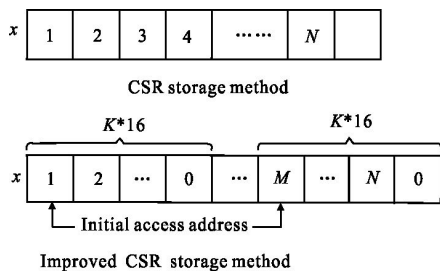 x 1 2 3 4 ⋯⋯ N
CSR storage method
K*16 K*16
x 1 2 ⋯ 0 ⋯ M ⋯ N 0
Initial access address
Improved CSR storage method